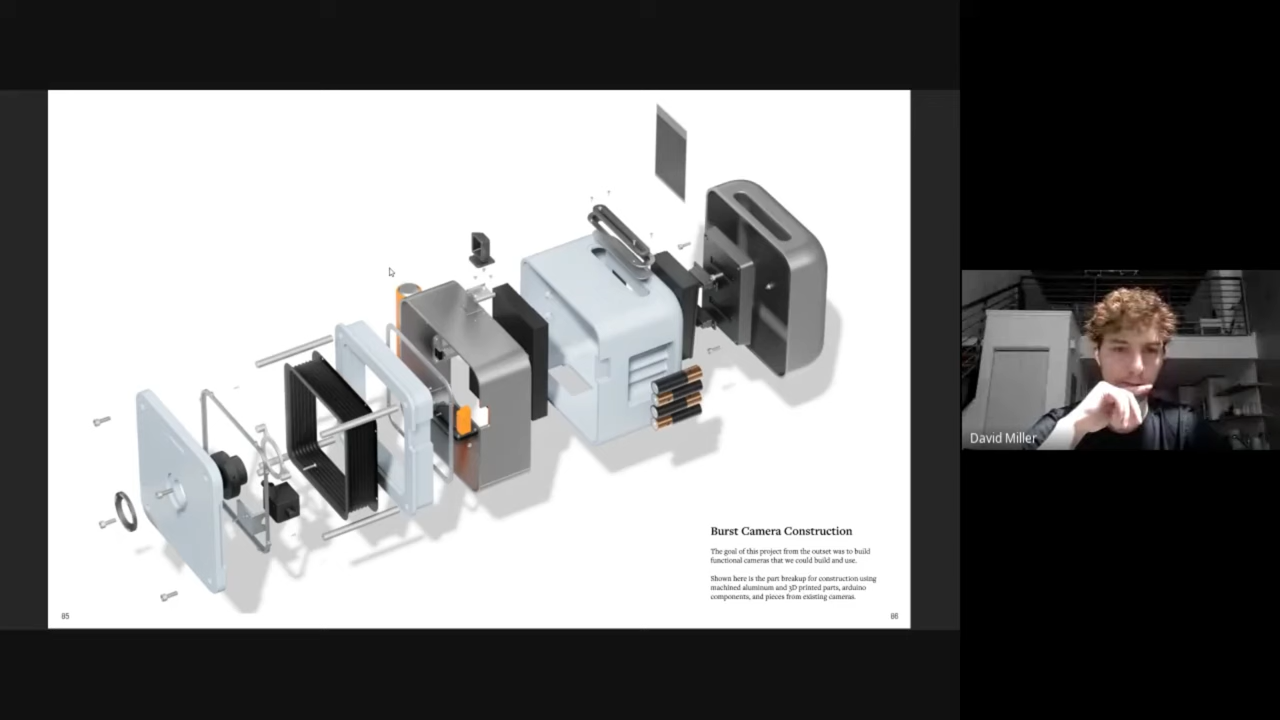 Burst Camera Construction
The goal of this project from the outset was to build
functional cameras that we could build and use.
Shown here is the part breakup for construction using
machined aluminum and 3D printed parts, arduino
components, and pieces from existing cameras.
05
06
David Miller